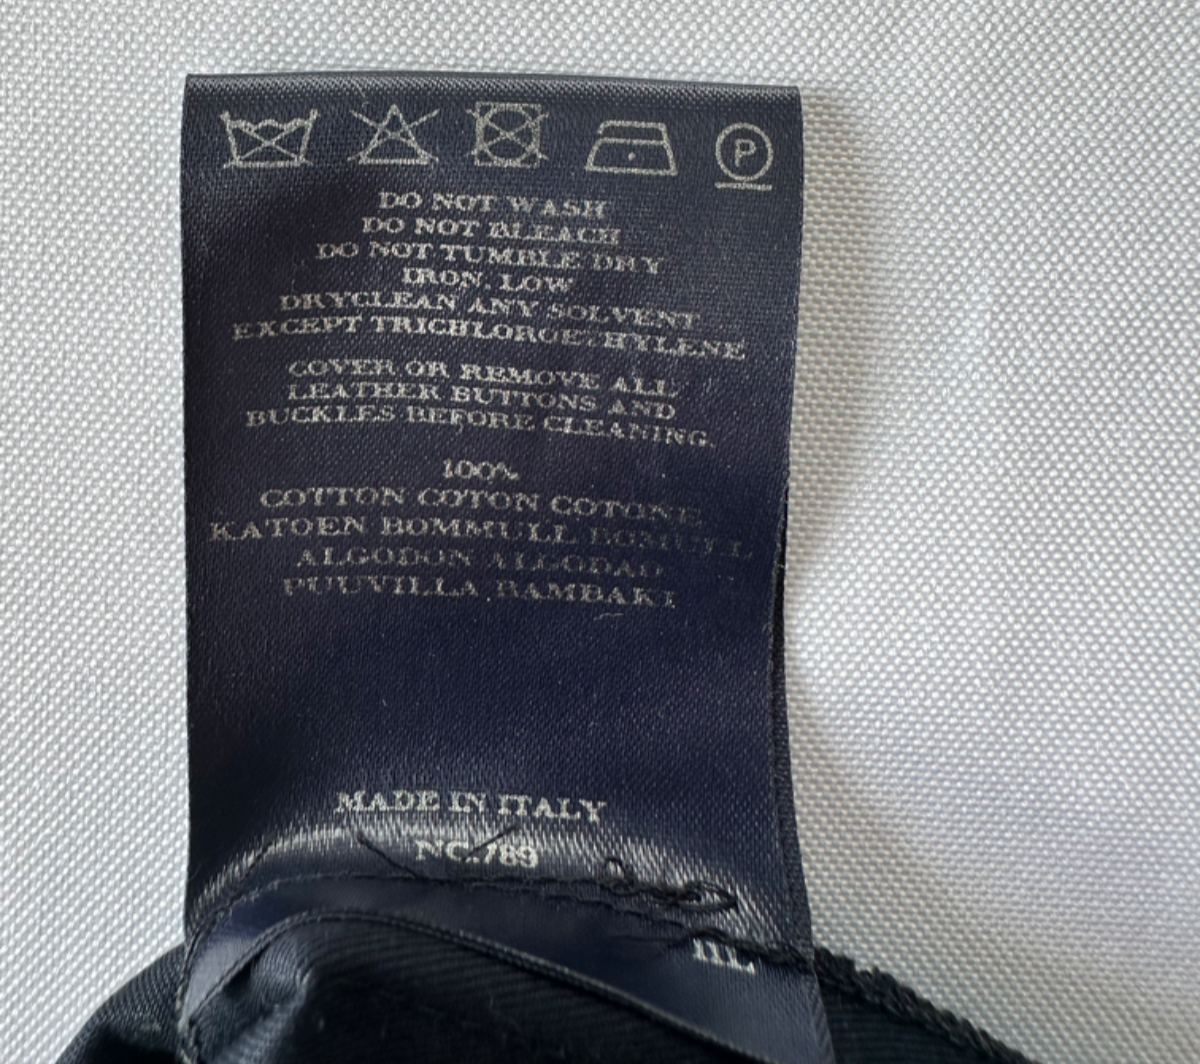 P
DO NOT WASH
DO NOT BLEACH
DO NOT TUMBLE DRY
IRON: LOW
DRYCLEAN ANY SOLVENT
EXCEPT TRICHLOROETHYLENE
COVER OR REMOVE ALL
LEATHER BUTTONS AND
BUCKLES BEFORE CLEANING.
100%
COTTON COTON COTONE
KATOEN BOMMULL BOMULL
ALGODON ALGODAO
PUUVILLA BAMBAKI
MADE IN ITALY
NC.789